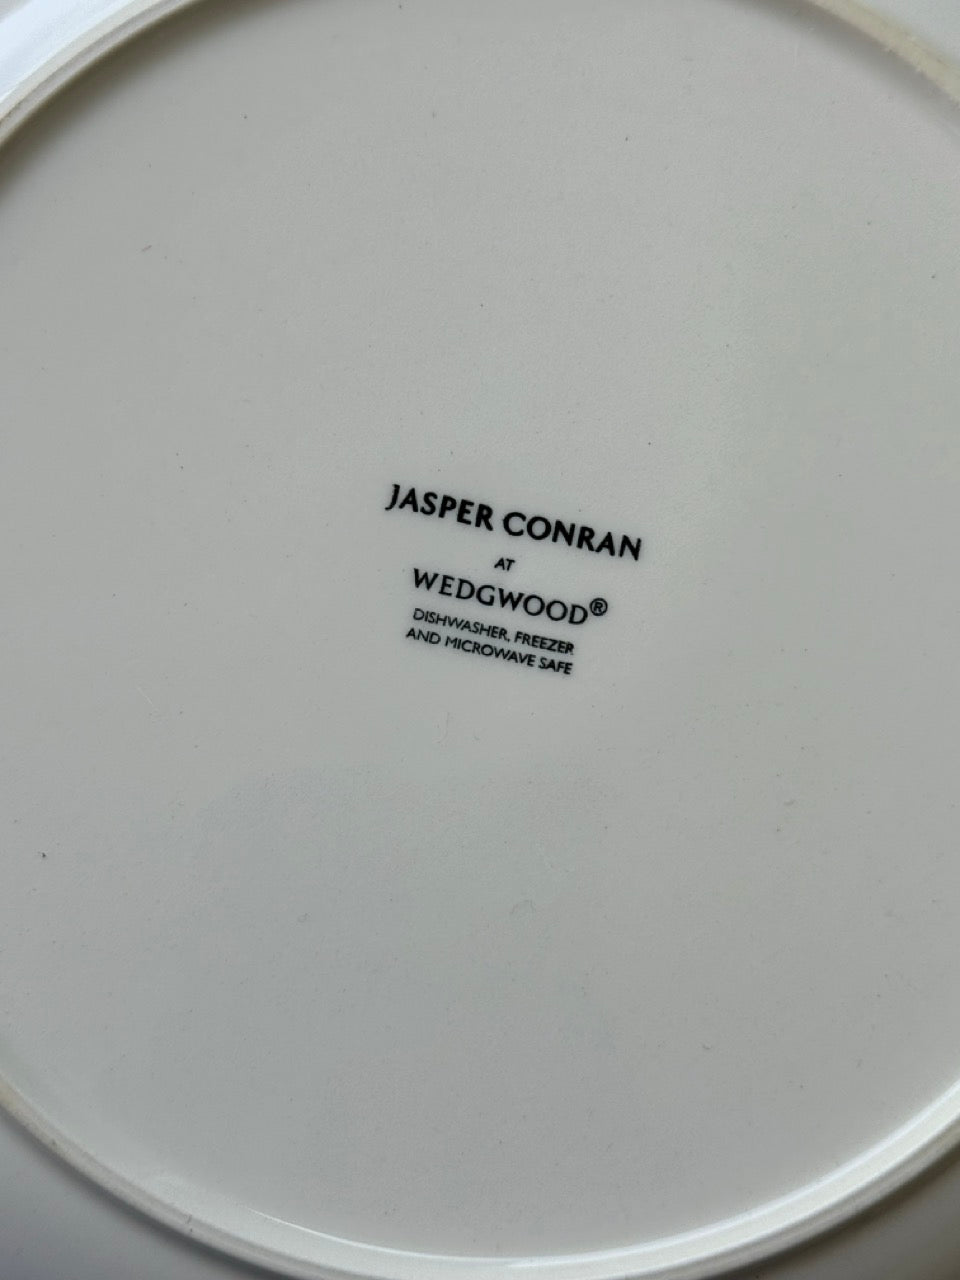 JASPER CONRAN
AT
WEDGWOOD®
DISHWASHER, FREEZER
AND MICROWAVE SAFE